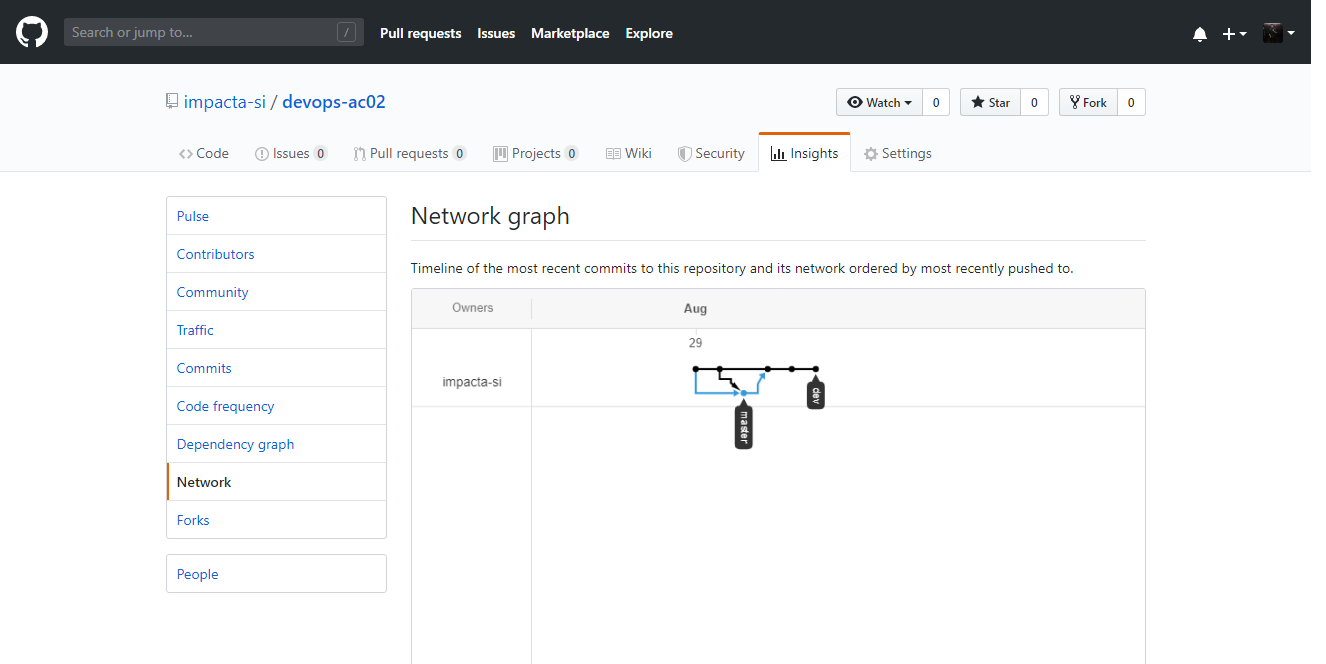 Search or jump to... / Pull requests Issues Marketplace Explore
impacta-si / devops-ac02 Watch 0 Star 0 Fork 0
Code Issues 0 Pull requests 0 Projects 0 Wiki Security Insights Settings
Pulse
Contributors
Community
Traffic
Commits
Code frequency
Dependency graph
Network
Forks
People
Network graph
Timeline of the most recent commits to this repository and its network ordered by most recently pushed to.
Owners Aug
29
impacta-si
dev
master